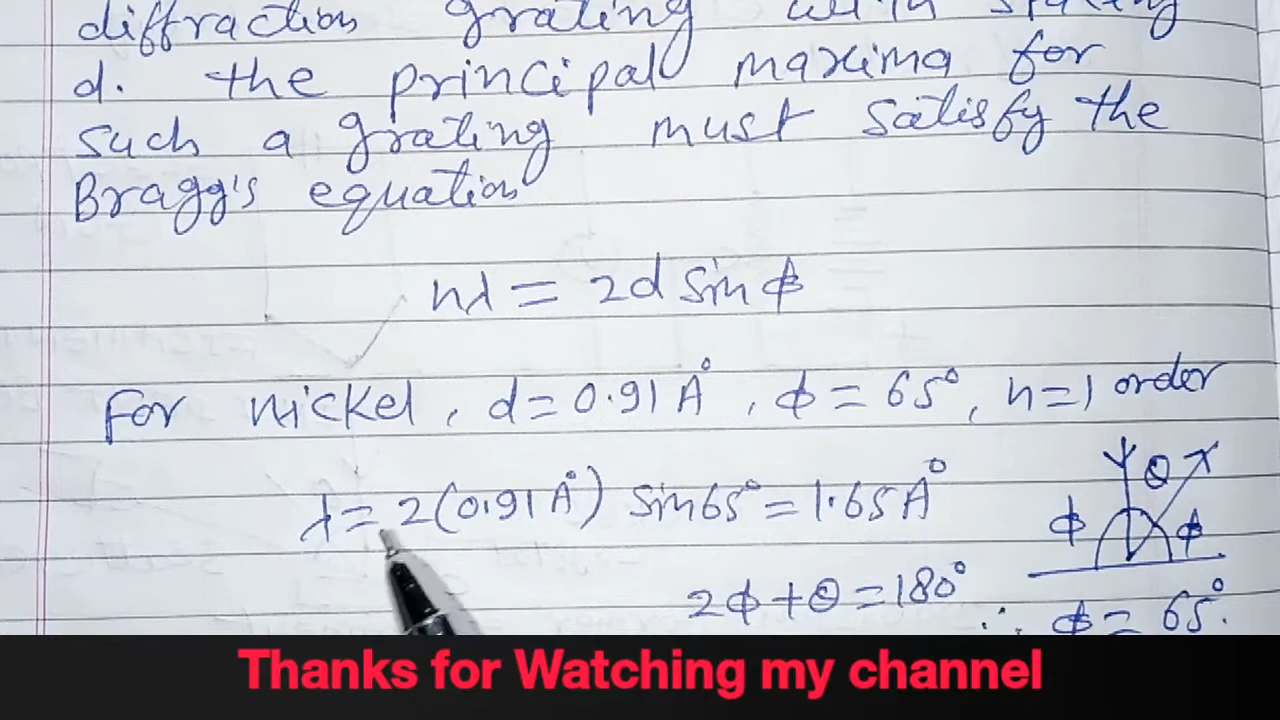 diffraction grating with spacing
d. the principal maxima for
such a grating must satisfy the
Bragg's equation
nλ = 2d sin ϕ
For nickel, d = 0.91 Å, ϕ = 65°, n = 1 order
λ = 2(0.91 Å) sin 65° = 1.65 Å
θ
ϕ ϕ
2ϕ + θ = 180°
∴ ϕ = 65°.
Thanks for Watching my channel